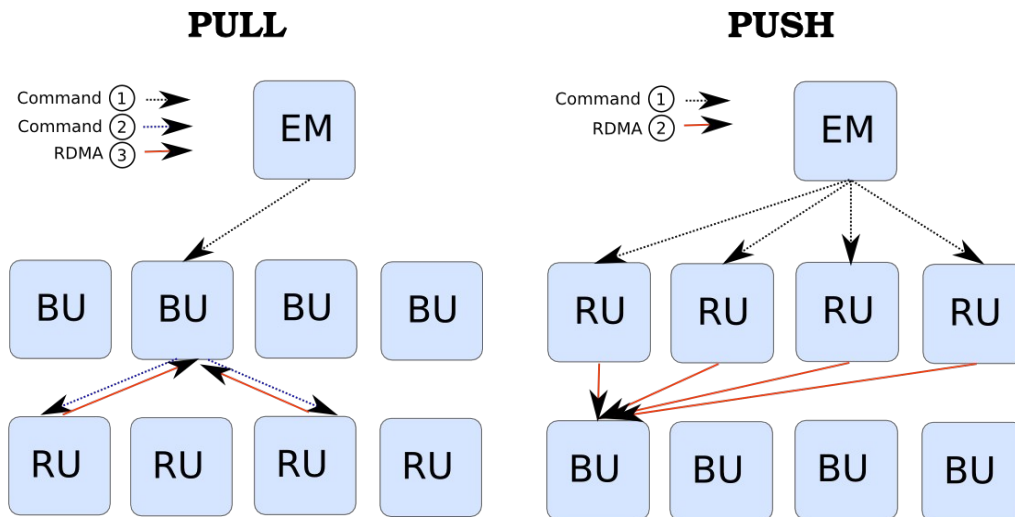 PULL
Command 1
Command 2
RDMA 3
EM
BU BU BU BU
RU RU RU RU
PUSH
Command 1
RDMA 2
EM
RU RU RU RU
BU BU BU BU